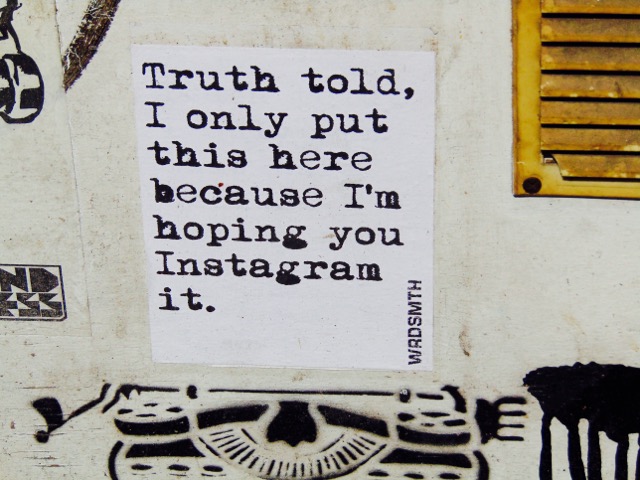 Truth told,
I only put
this here
because I'm
hoping you
Instagram
it.
WRDSMTH